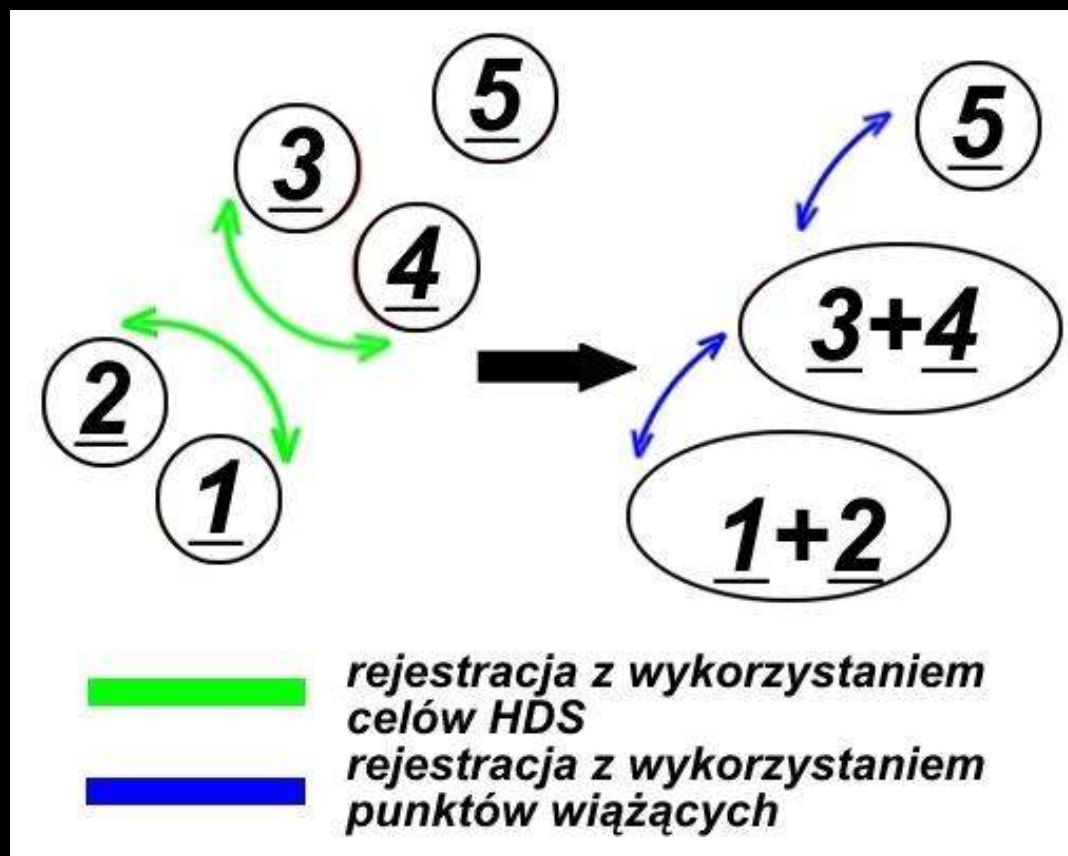 5
3
4
2
1
5
3+4
1+2
rejestracja z wykorzystaniem
celów HDS
rejestracja z wykorzystaniem
punktów wiążących